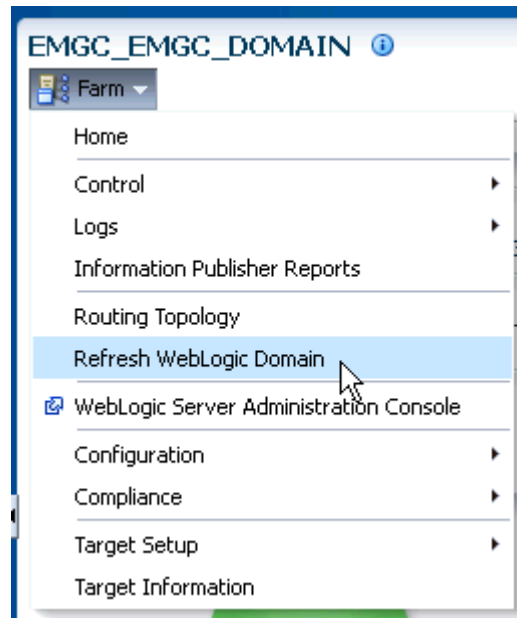 EMGC_EMGC_DOMAIN
Farm
Home
Control
Logs
Information Publisher Reports
Routing Topology
Refresh WebLogic Domain
WebLogic Server Administration Console
Configuration
Compliance
Target Setup
Target Information